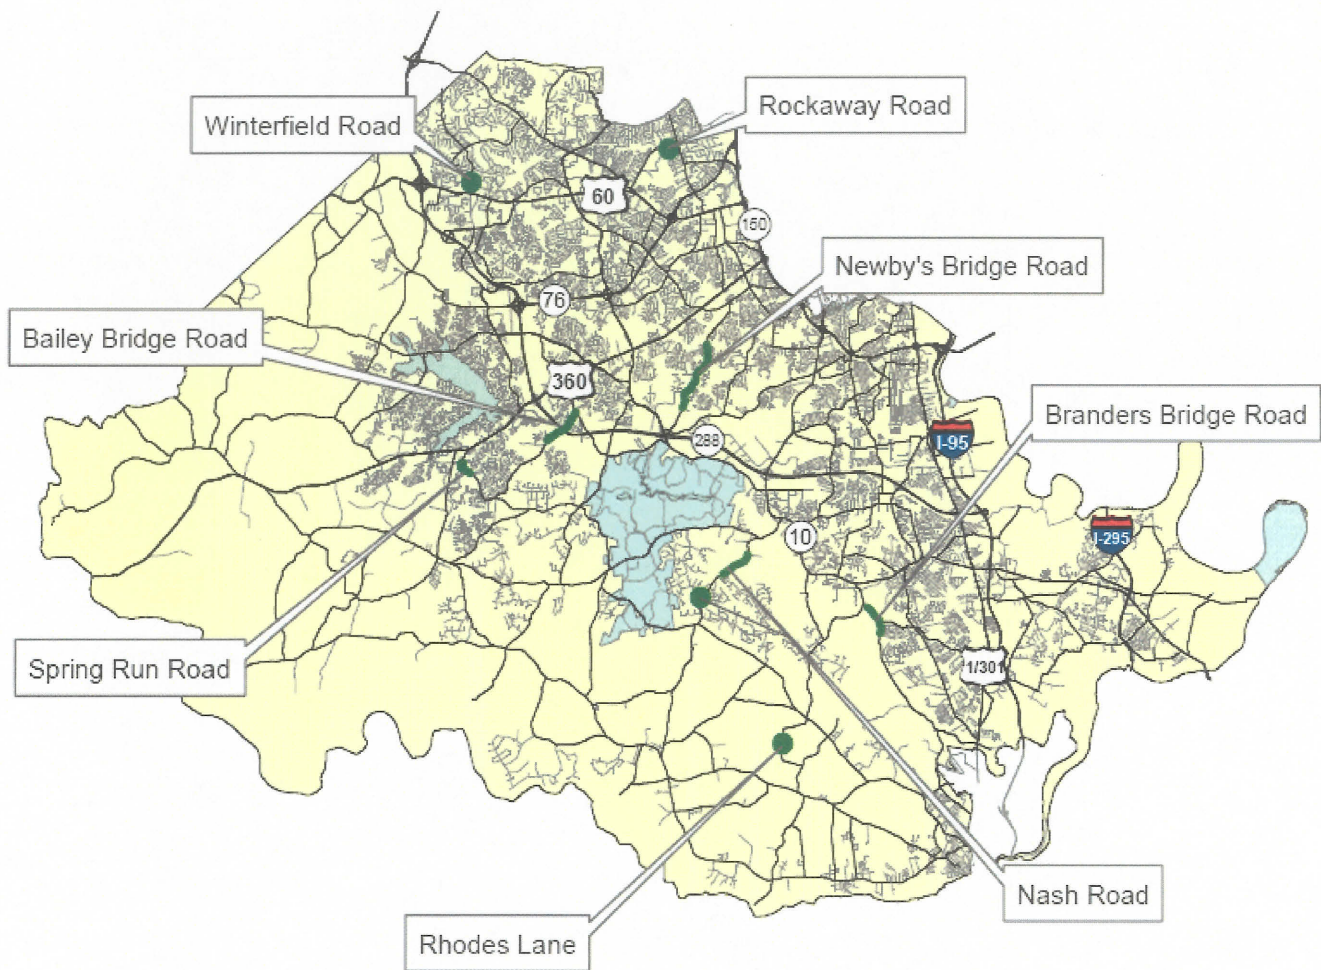 Rockaway Road
Winterfield Road
60
150
Newby's Bridge Road
76
Bailey Bridge Road
360
Branders Bridge Road
288
I-95
10
I-295
Spring Run Road
1/301
Nash Road
Rhodes Lane